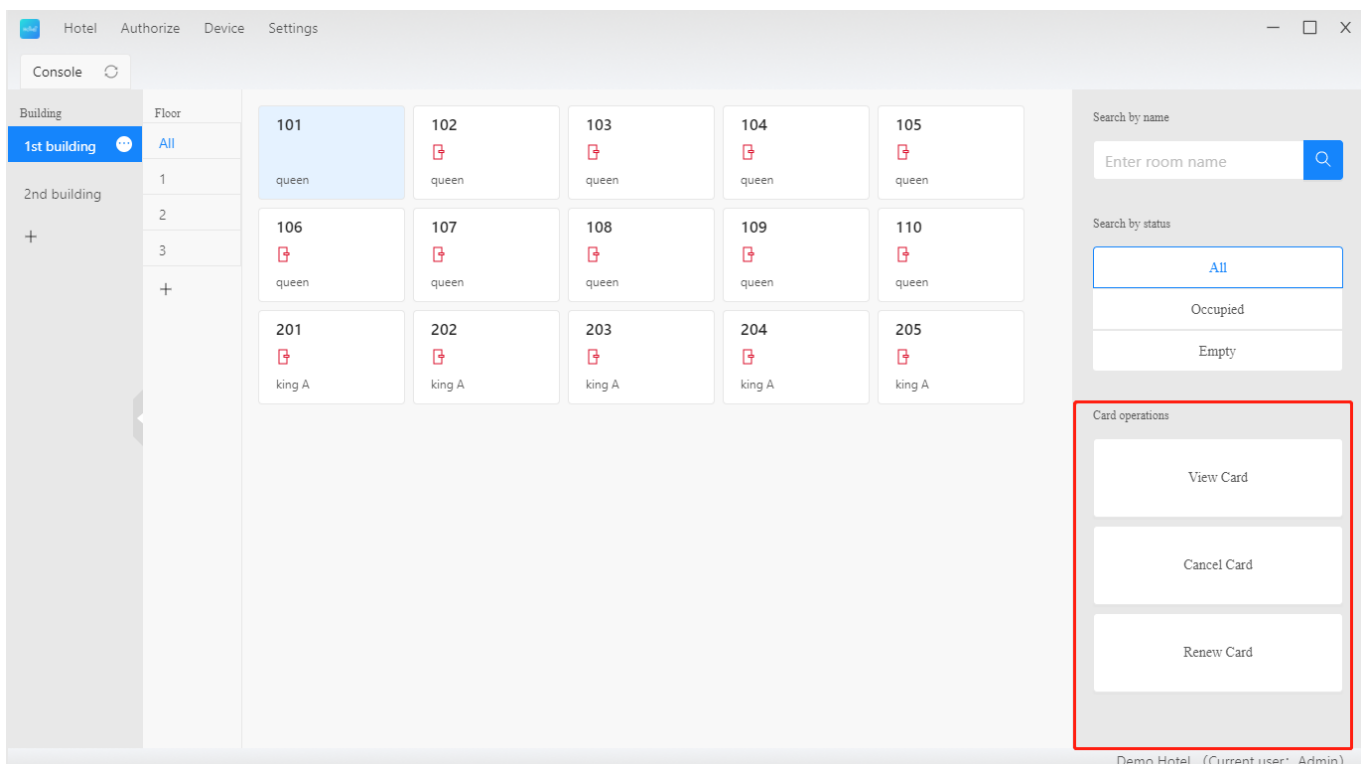 Hotel Authorize Device Settings
Console
Building
1st building
2nd building
+
Floor
All
1
2
3
+
101
queen
102
queen
103
queen
104
queen
105
queen
106
queen
107
queen
108
queen
109
queen
110
queen
201
king A
202
king A
203
king A
204
king A
205
king A
Search by name
Enter room name
Search by status
All
Occupied
Empty
Card operations
View Card
Cancel Card
Renew Card
Demo Hotel (Current user: Admin)